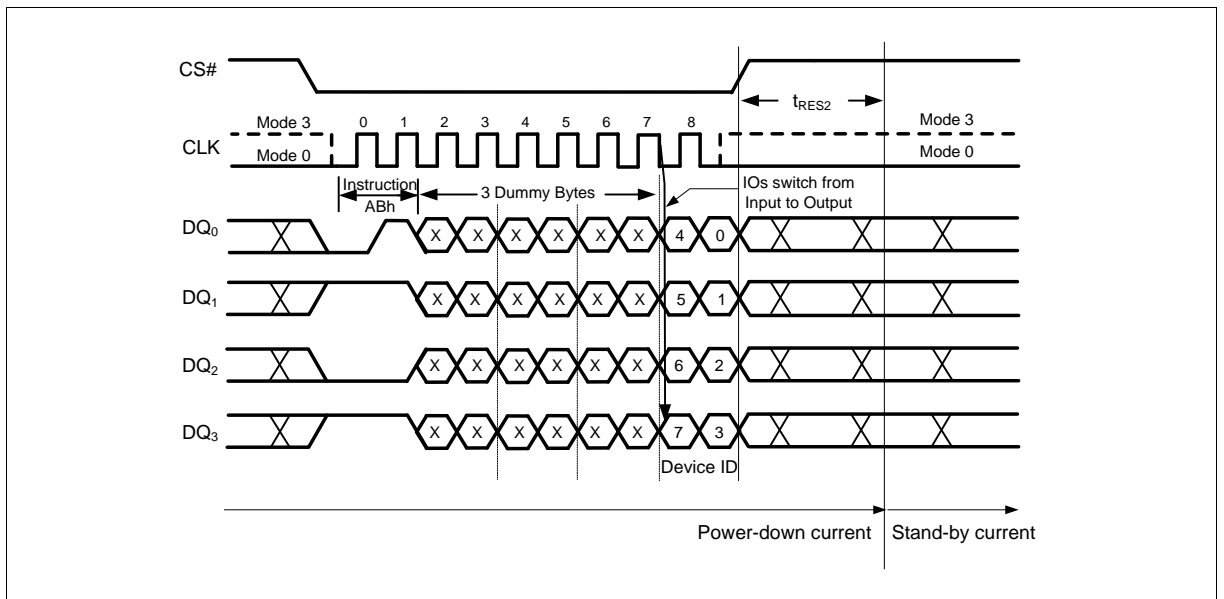 CS#
tRES2
Mode 3
0 1 2 3 4 5 6 7 8
Mode 3
CLK
Mode 0
Mode 0
Instruction
ABh
3 Dummy Bytes
IOs switch from
Input to Output
DQ0
X X X X X X 4 0
DQ1
X X X X X X 5 1
DQ2
X X X X X X 6 2
DQ3
X X X X X X 7 3
Device ID
Power-down current
Stand-by current